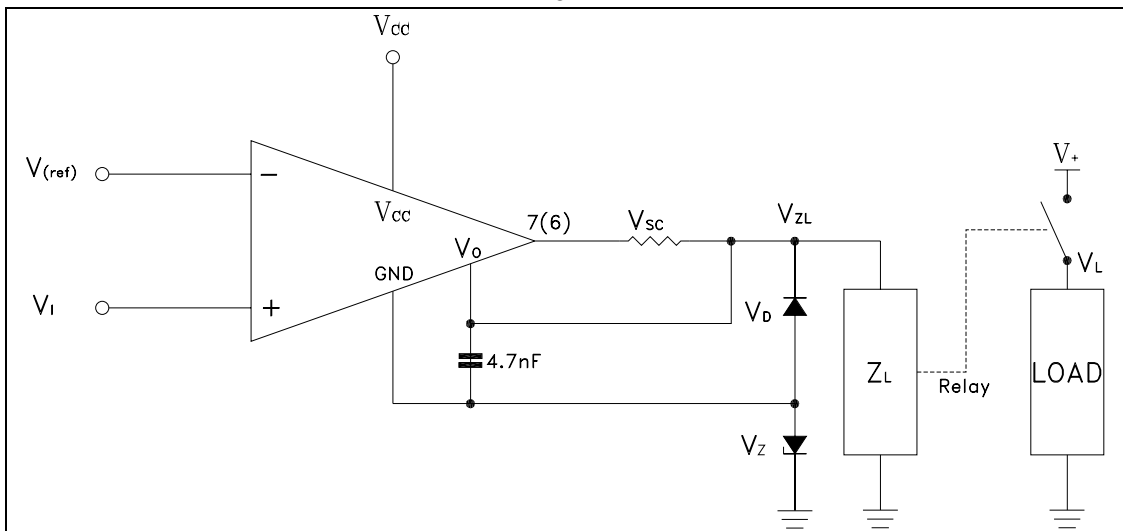 Vcc
V(ref)
−
Vcc
7(6)
Vsc
VZL
V+
Vo
GND
VI
+
4.7nF
VD
VL
ZL
Relay
LOAD
VZ